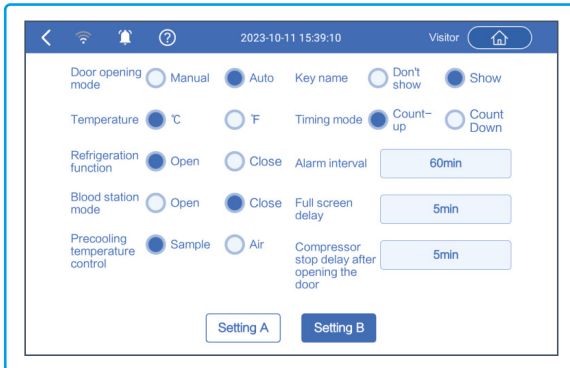 2023-10-11 15:39:10
Visitor
Door opening
mode
Manual
Auto
Key name
Don't
show
Show
Temperature
℃
℉
Timing mode
Count-
up
Count
Down
Refrigeration
function
Open
Close
Alarm interval
60min
Blood station
mode
Open
Close
Full screen
delay
5min
Precooling
temperature
control
Sample
Air
Compressor
stop delay after
opening the
door
5min
Setting A
Setting B